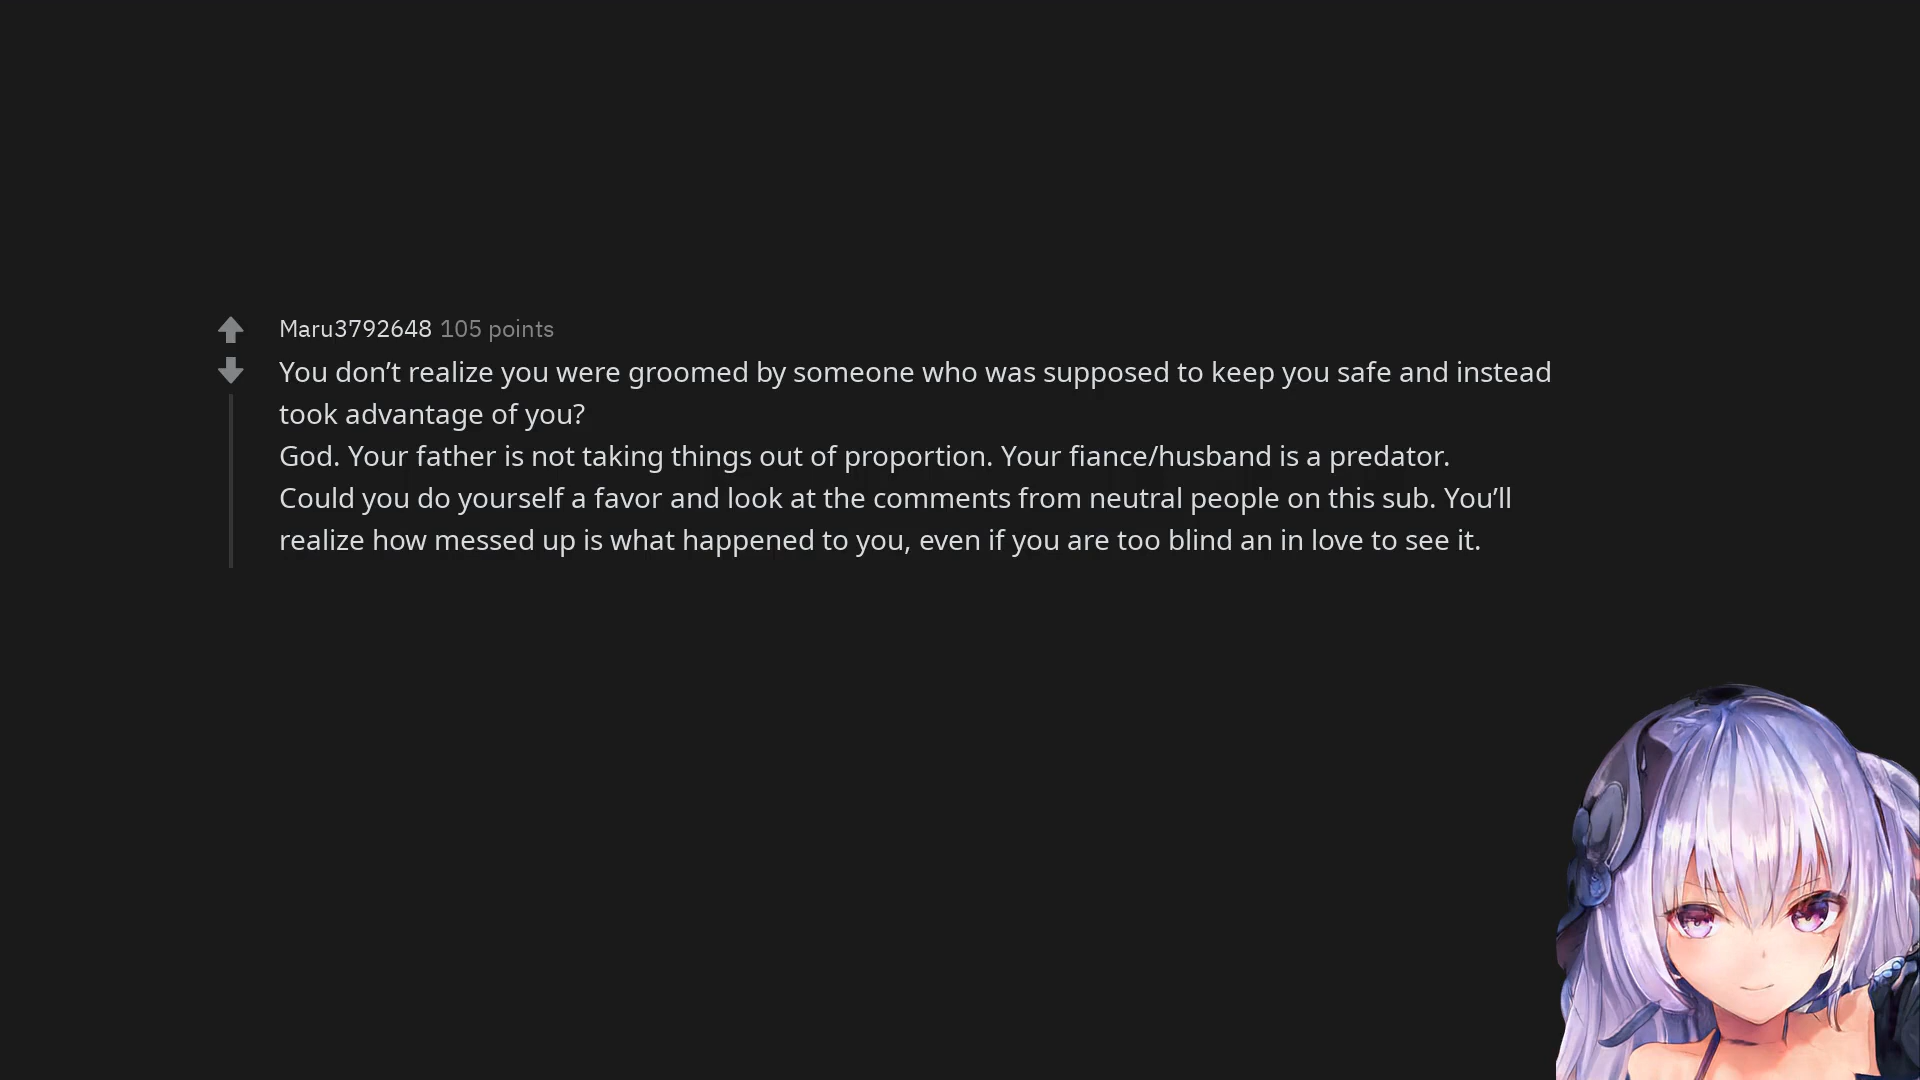 Maru3792648 105 points
You don’t realize you were groomed by someone who was supposed to keep you safe and instead
took advantage of you?
God. Your father is not taking things out of proportion. Your fiance/husband is a predator.
Could you do yourself a favor and look at the comments from neutral people on this sub. You’ll
realize how messed up is what happened to you, even if you are too blind an in love to see it.